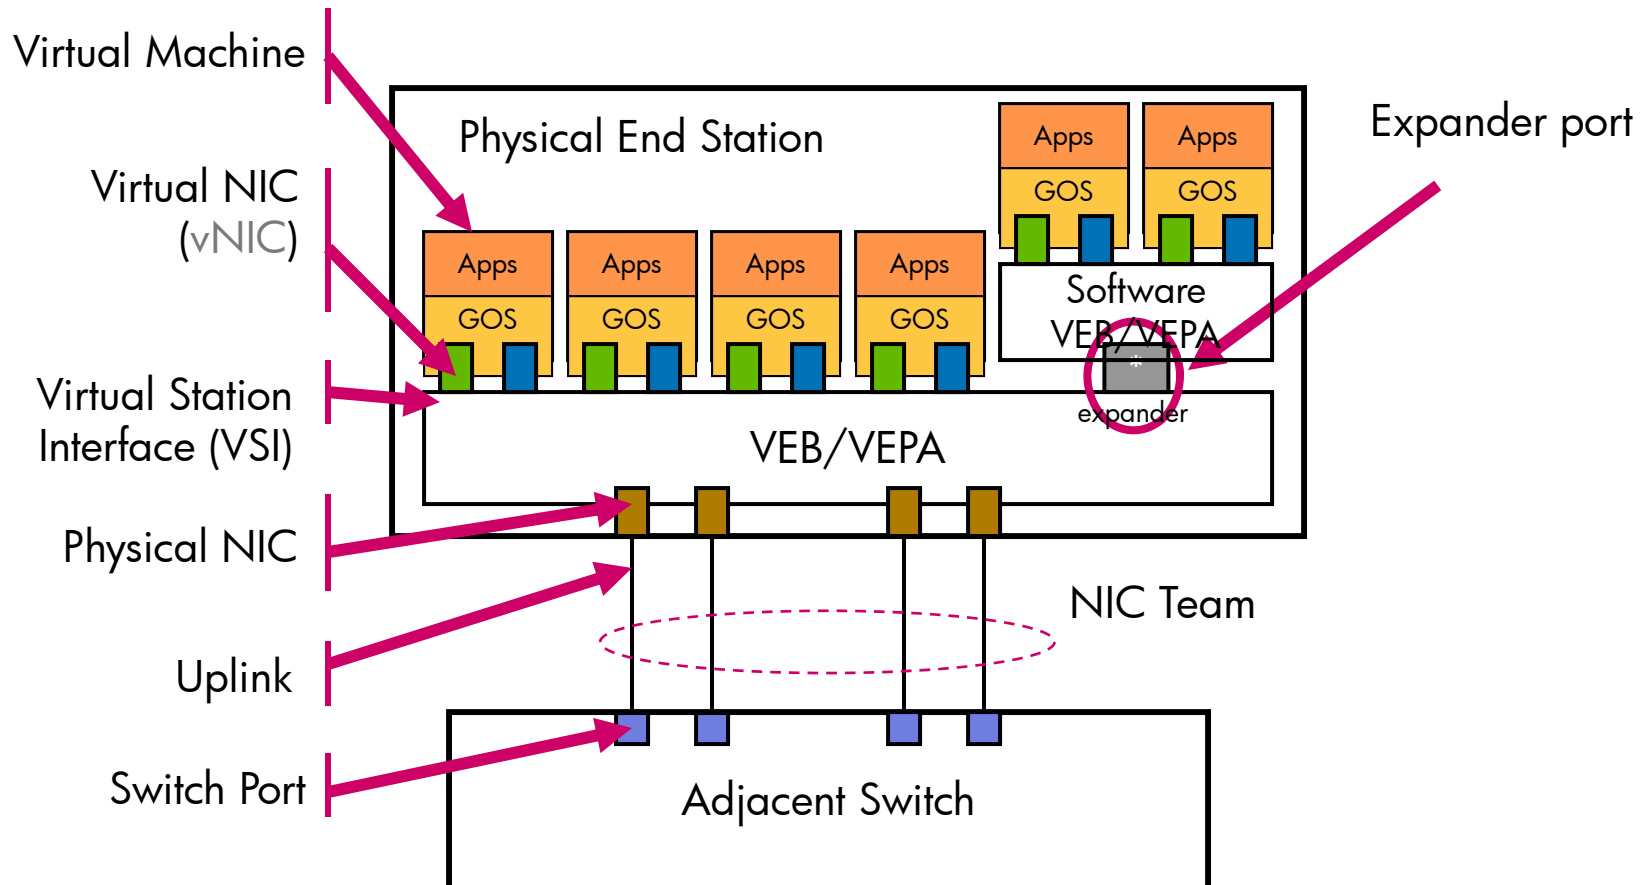 Virtual Machine
Physical End Station
Expander port
Apps
Apps
GOS
GOS
Virtual NIC
(vNIC)
Apps
Apps
Apps
Apps
GOS
GOS
GOS
GOS
Software
VEB/VEPA
*
expander
Virtual Station
Interface (VSI)
VEB/VEPA
Physical NIC
NIC Team
Uplink
Switch Port
Adjacent Switch